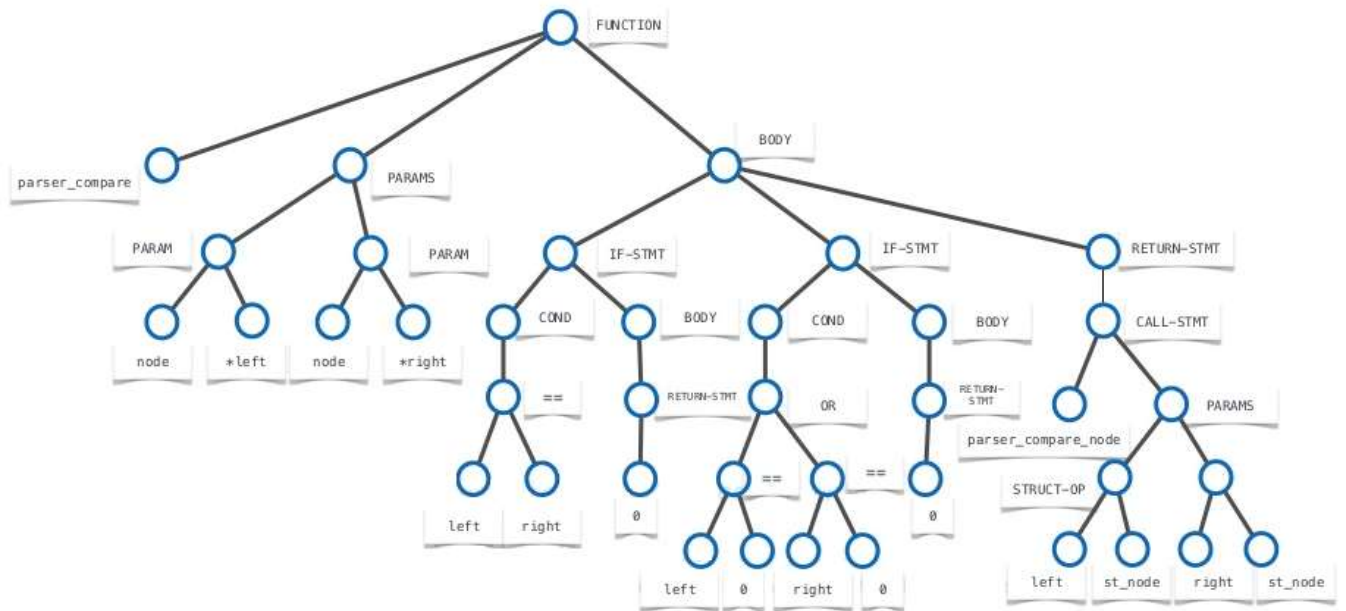 FUNCTION
BODY
parser_compare
PARAMS
PARAM
PARAM
IF-STMT
IF-STMT
RETURN-STMT
COND
BODY
COND
BODY
CALL-STMT
node
*left
node
*right
==
RETURN-STMT
OR
RETURN-
STMT
PARAMS
parser_compare_node
==
==
STRUCT-OP
left
right
0
0
left
0
right
0
left
st_node
right
st_node